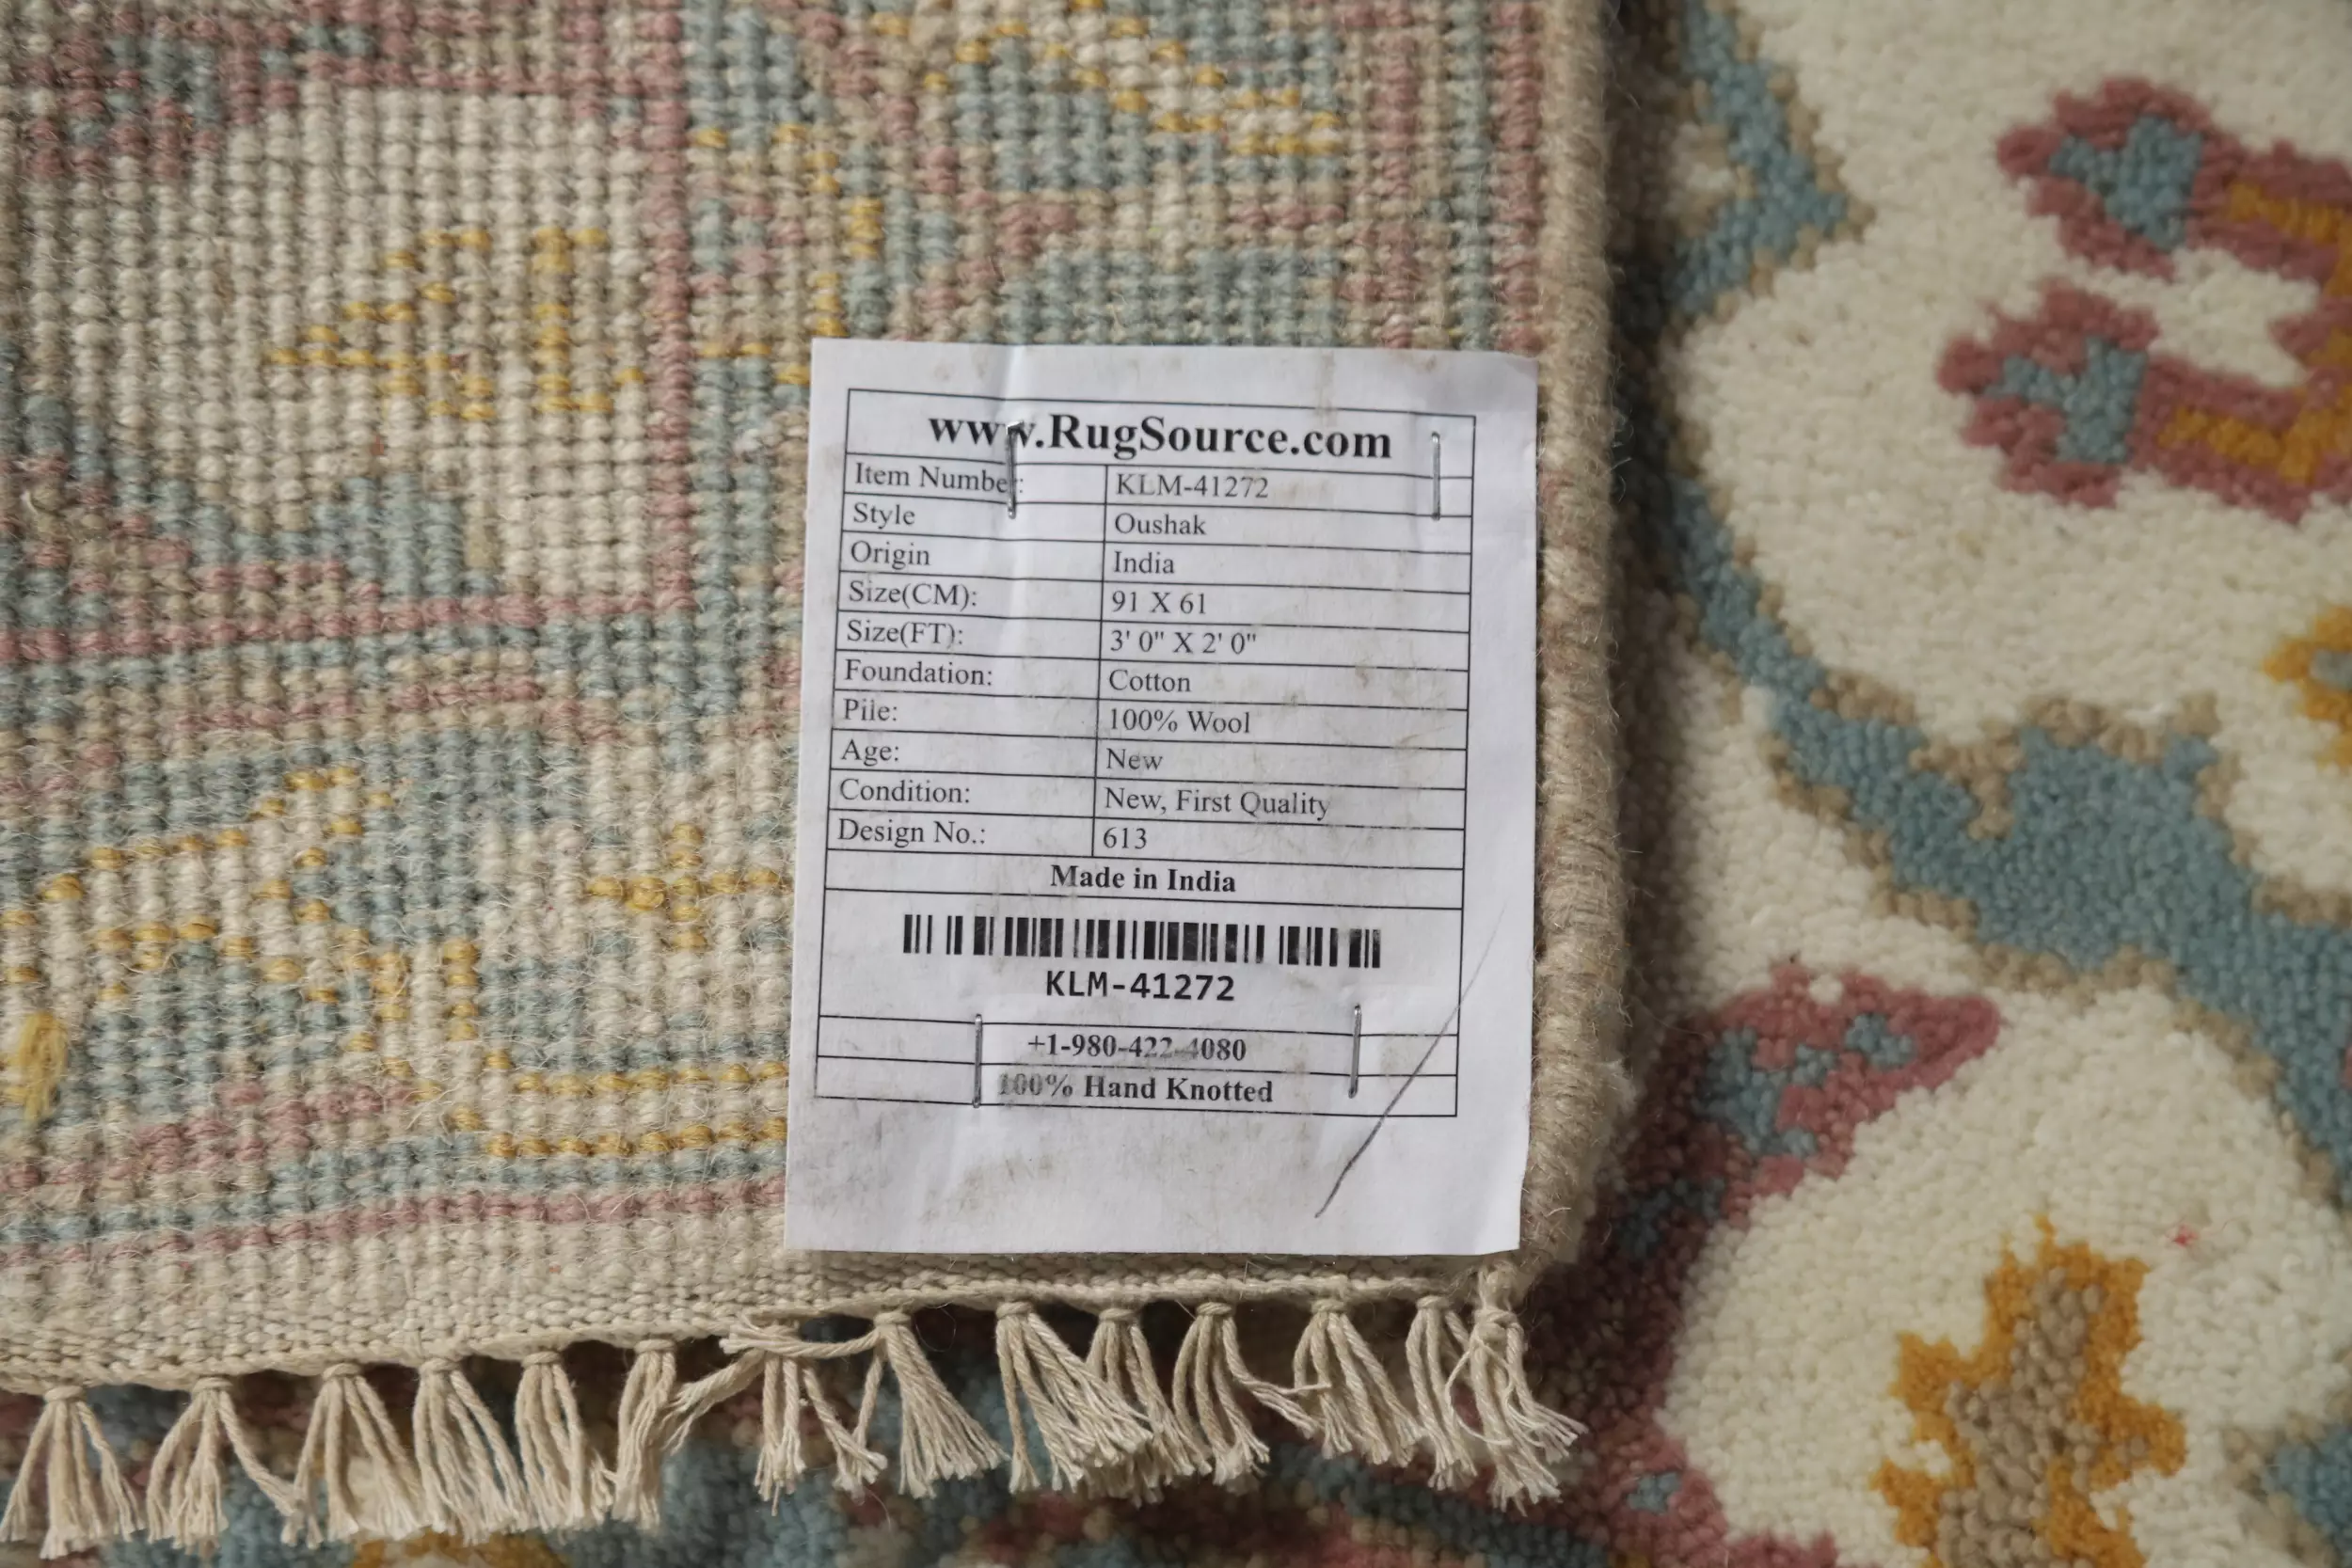 www.RugSource.com
Item Number: KLM-41272
Style Oushak
Origin India
Size(CM): 91 X 61
Size(FT): 3' 0" X 2' 0"
Foundation: Cotton
Pile: 100% Wool
Age: New
Condition: New, First Quality
Design No.: 613
Made in India
KLM-41272
+1-980-422-4080
100% Hand Knotted